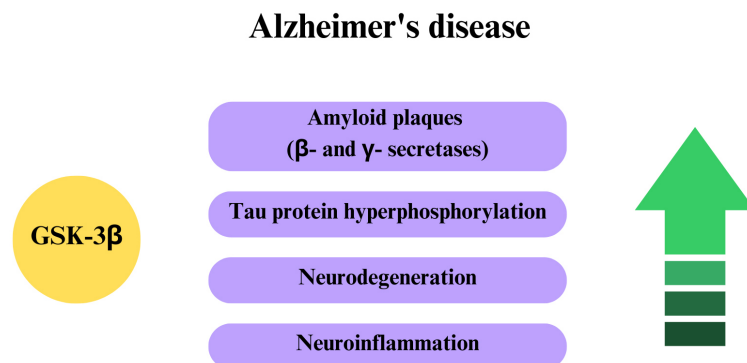 Alzheimer's disease
Amyloid plaques
(β- and γ- secretases)
GSK-3β
Tau protein hyperphosphorylation
Neurodegeneration
Neuroinflammation